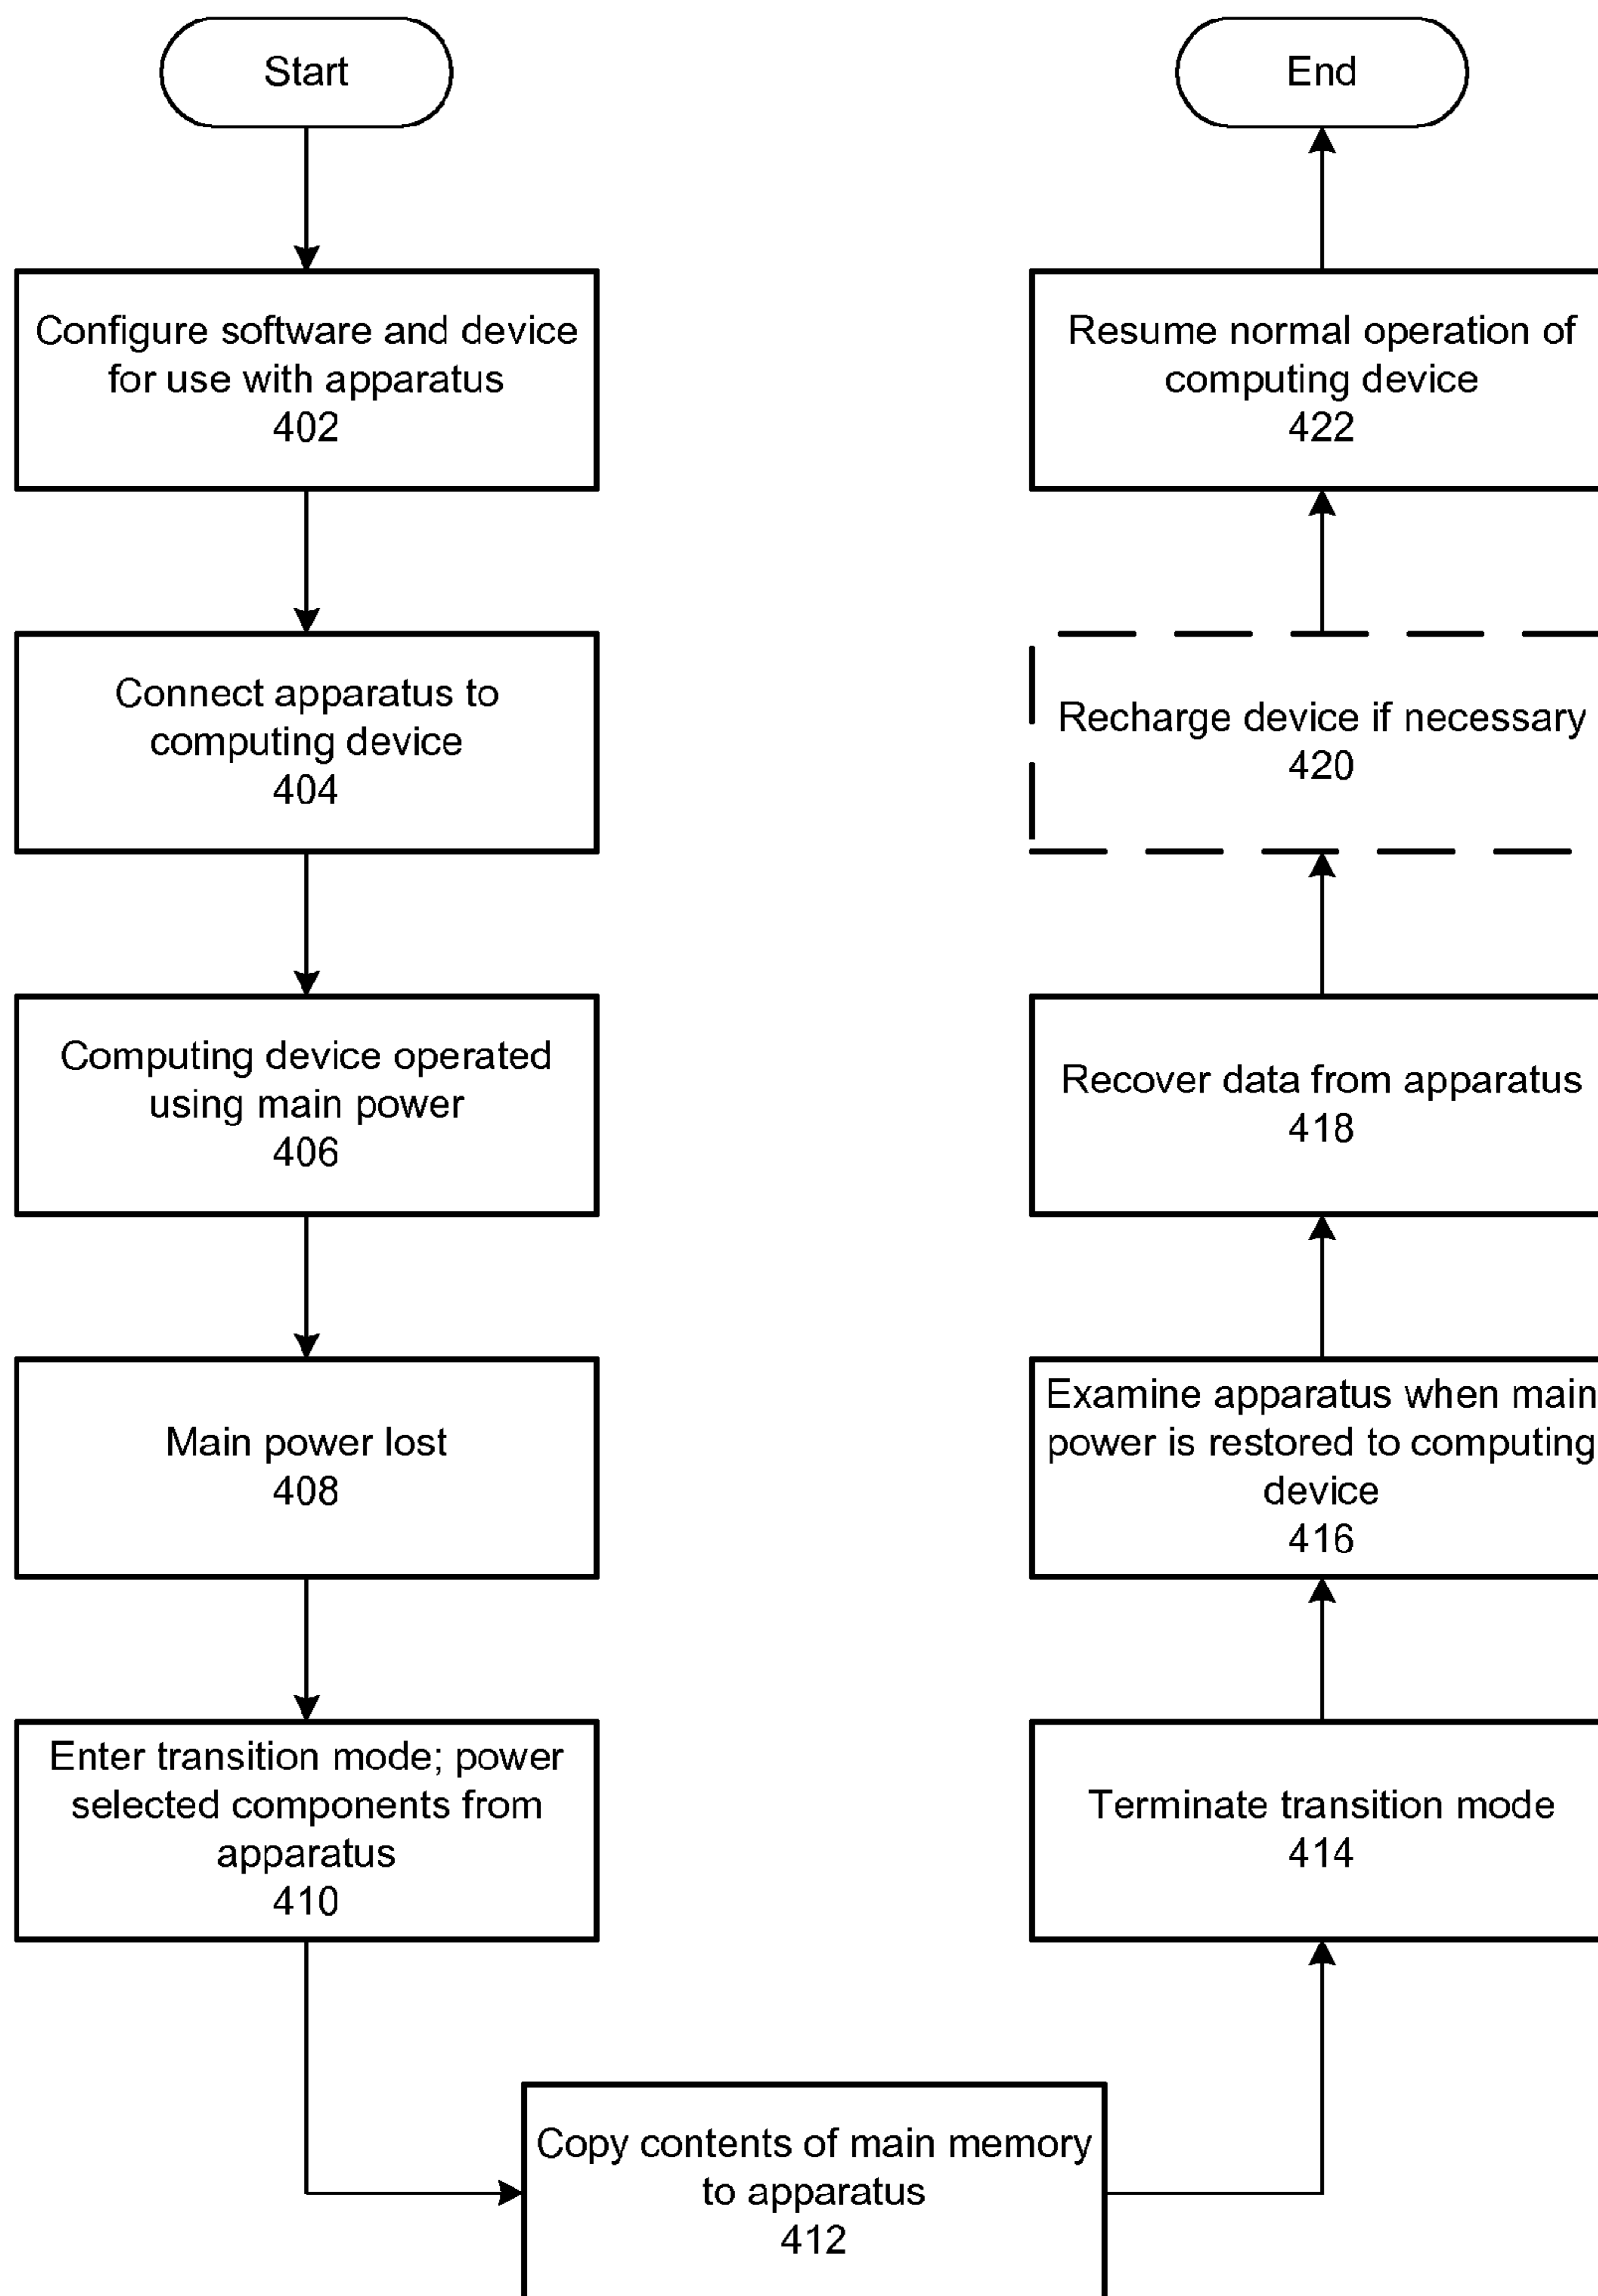 Start
Configure software and device
for use with apparatus
402
Connect apparatus to
computing device
404
Computing device operated
using main power
406
Main power lost
408
Enter transition mode; power
selected components from
apparatus
410
Copy contents of main memory
to apparatus
412
Terminate transition mode
414
Examine apparatus when main
power is restored to computing
device
416
Recover data from apparatus
418
Recharge device if necessary
420
Resume normal operation of
computing device
422
End